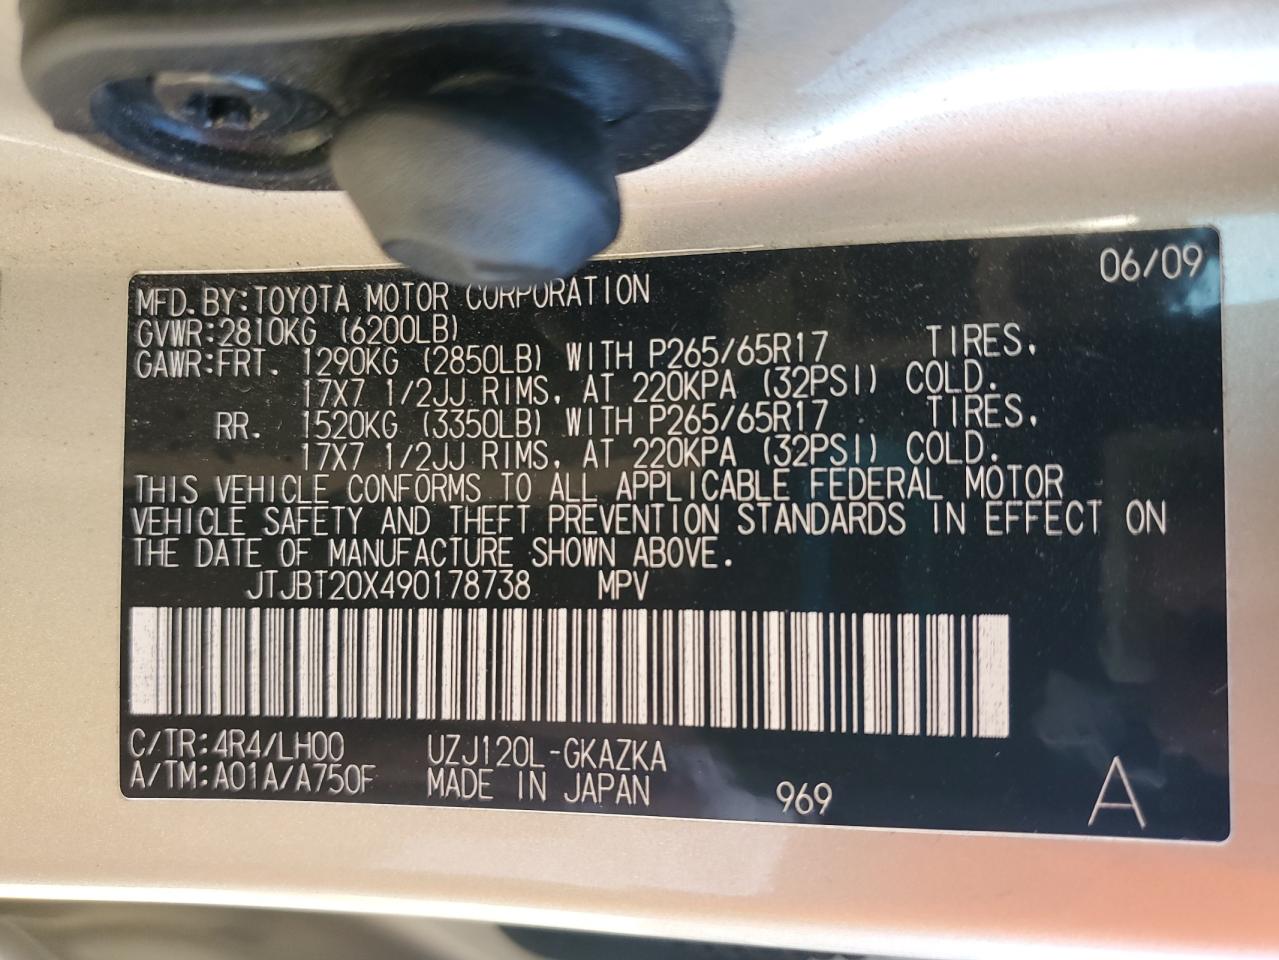 06/09
MFD.BY:TOYOTA MOTOR CORPORATION
GVWR:2810KG (6200LB)
GAWR:FRT. 1290KG (2850LB) WITH P265/65R17 TIRES,
17X7 1/2JJ RIMS, AT 220KPA (32PSI) COLD.
RR. 1520KG (3350LB) WITH P265/65R17 TIRES,
17X7 1/2JJ RIMS, AT 220KPA (32PSI) COLD.
THIS VEHICLE CONFORMS TO ALL APPLICABLE FEDERAL MOTOR
VEHICLE SAFETY AND THEFT PREVENTION STANDARDS IN EFFECT ON
THE DATE OF MANUFACTURE SHOWN ABOVE.
JTJBT20X490178738 MPV
C/TR:4R4/LH00 UZJ120L-GKAZKA
A/TM:A01A/A750F MADE IN JAPAN 969 A